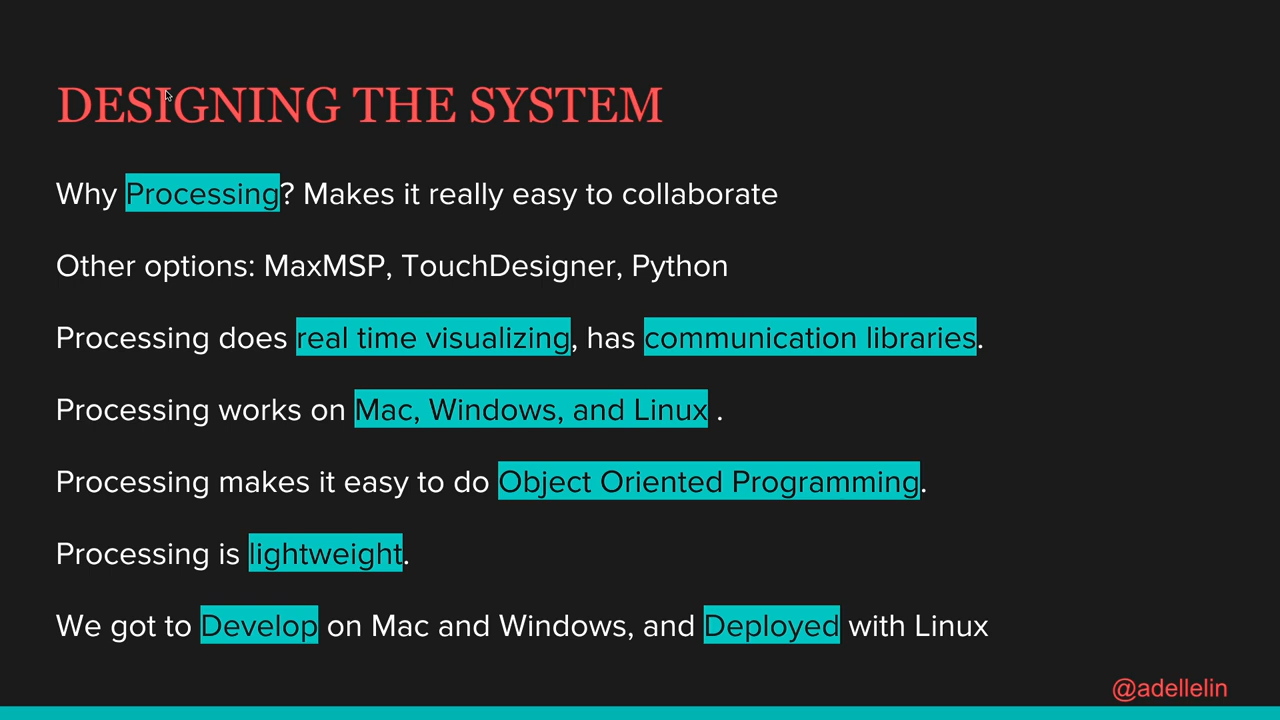 DESIGNING THE SYSTEM
Why Processing? Makes it really easy to collaborate
Other options: MaxMSP, TouchDesigner, Python
Processing does real time visualizing, has communication libraries.
Processing works on Mac, Windows, and Linux .
Processing makes it easy to do Object Oriented Programming.
Processing is lightweight.
We got to Develop on Mac and Windows, and Deployed with Linux
@adellelin